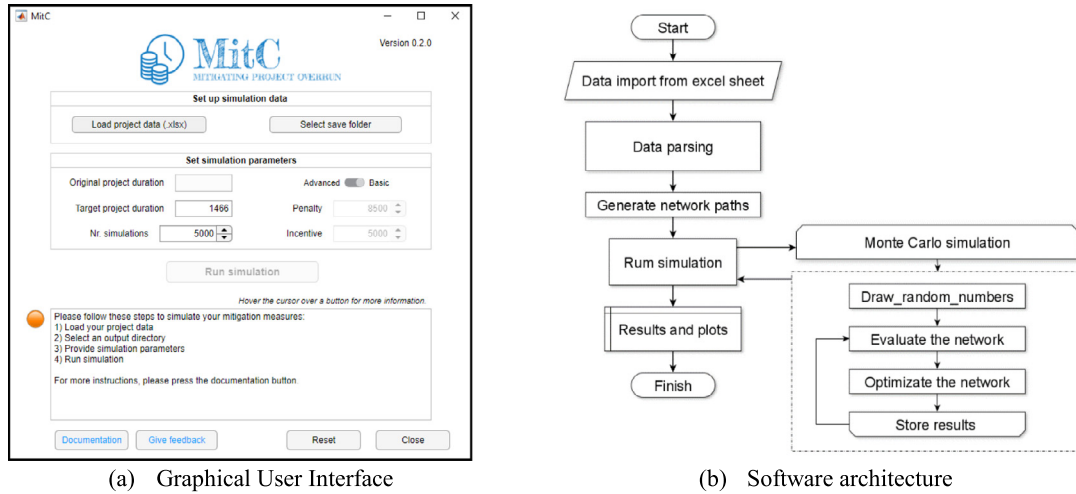 MitC
MitC
Version 0.2.0
MITIGATING PROJECT OVERRUN
Set up simulation data
Load project data (.xlsx)
Select save folder
Set simulation parameters
Original project duration
Advanced
Basic
Target project duration
1466
Penalty
8500
Nr. simulations
5000
Incentive
5000
Run simulation
Hover the cursor over a button for more information.
Please follow these steps to simulate your mitigation measures:
1) Load your project data
2) Select an output directory
3) Provide simulation parameters
4) Run simulation
For more instructions, please press the documentation button.
Documentation
Give feedback
Reset
Close
(a) Graphical User Interface
Start
Data import from excel sheet
Data parsing
Generate network paths
Rum simulation
Results and plots
Finish
Monte Carlo simulation
Draw_random_numbers
Evaluate the network
Optimizate the network
Store results
(b) Software architecture